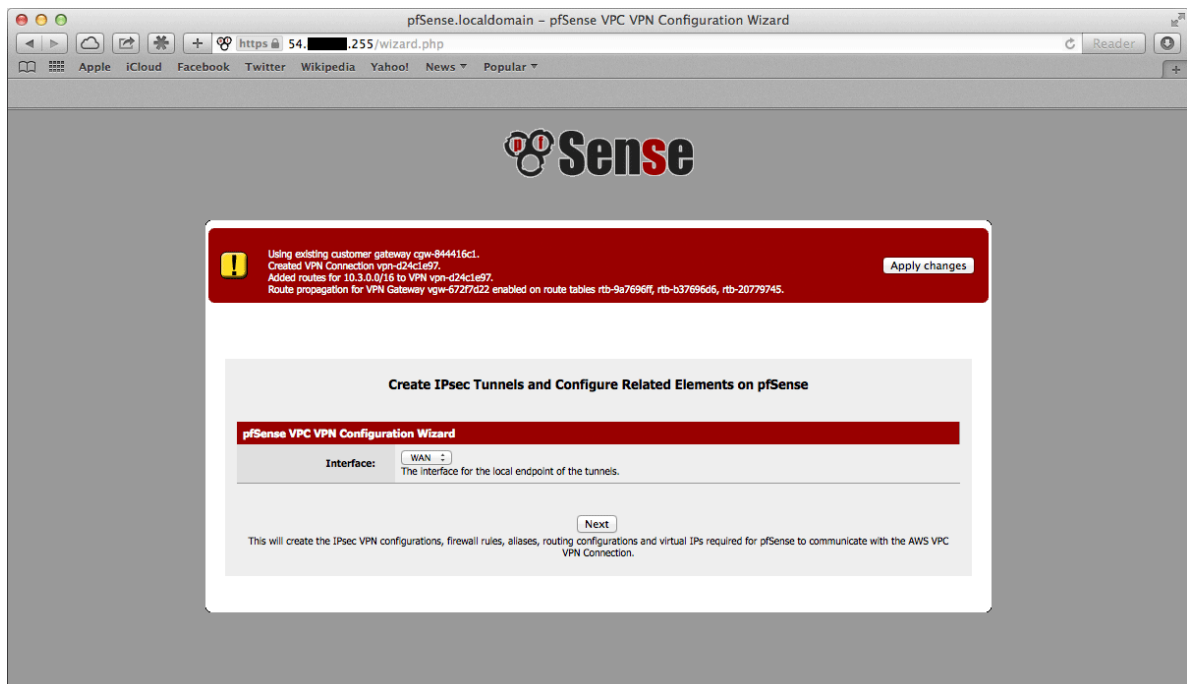 pfSense.localdomain – pfSense VPC VPN Configuration Wizard
https 54. .255/wizard.php
Reader
Apple iCloud Facebook Twitter Wikipedia Yahoo! News Popular
pf Sense
Using existing customer gateway cgw-844416c1.
Created VPN Connection vpn-d24c1e97.
Added routes for 10.3.0.0/16 to VPN vpn-d24c1e97.
Route propagation for VPN Gateway vgw-672f7d22 enabled on route tables rtb-9a7696ff, rtb-b37696d6, rtb-20779745.
Apply changes
Create IPsec Tunnels and Configure Related Elements on pfSense
pfSense VPC VPN Configuration Wizard
Interface:
WAN
The interface for the local endpoint of the tunnels.
Next
This will create the IPsec VPN configurations, firewall rules, aliases, routing configurations and virtual IPs required for pfSense to communicate with the AWS VPC
VPN Connection.